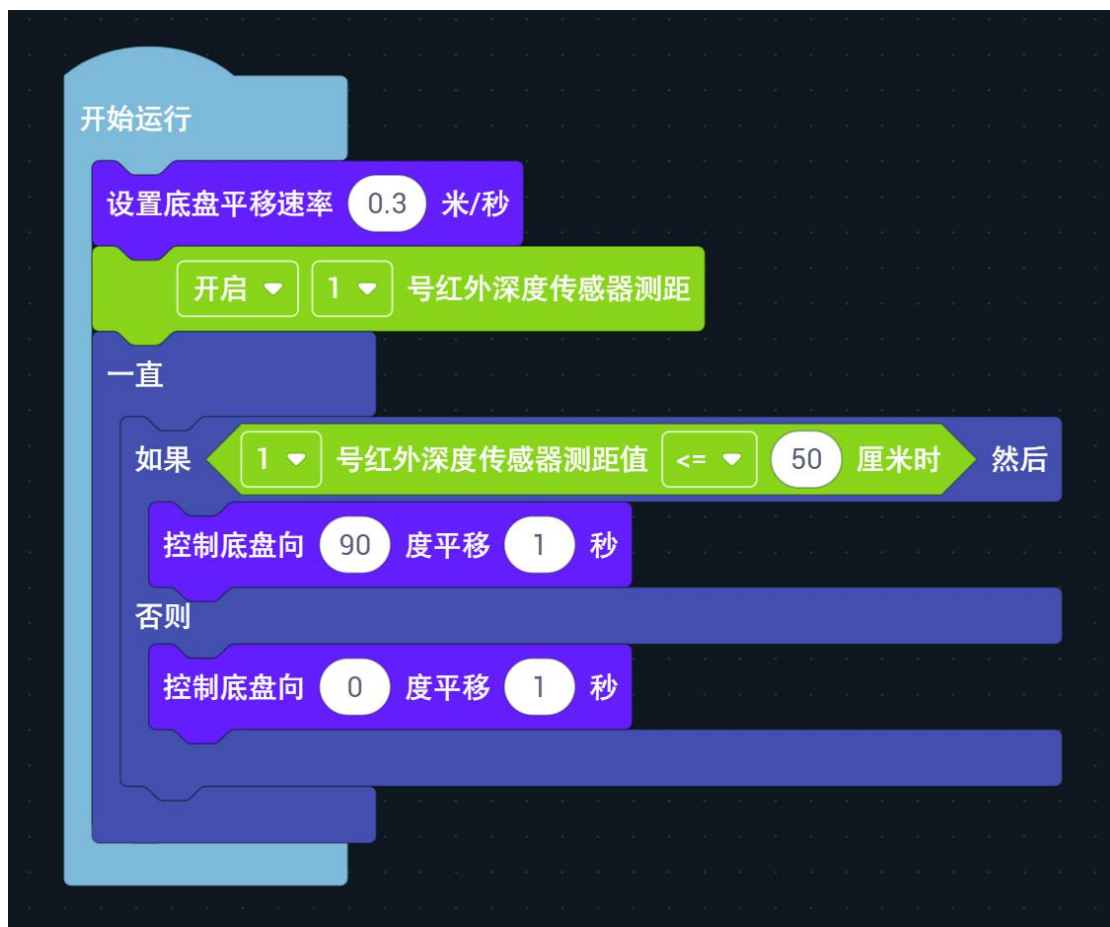 开始运行
设置底盘平移速率 0.3 米/秒
开启 1 号红外深度传感器测距
一直
如果 1 号红外深度传感器测距值 <= 50 厘米时 然后
控制底盘向 90 度平移 1 秒
否则
控制底盘向 0 度平移 1 秒